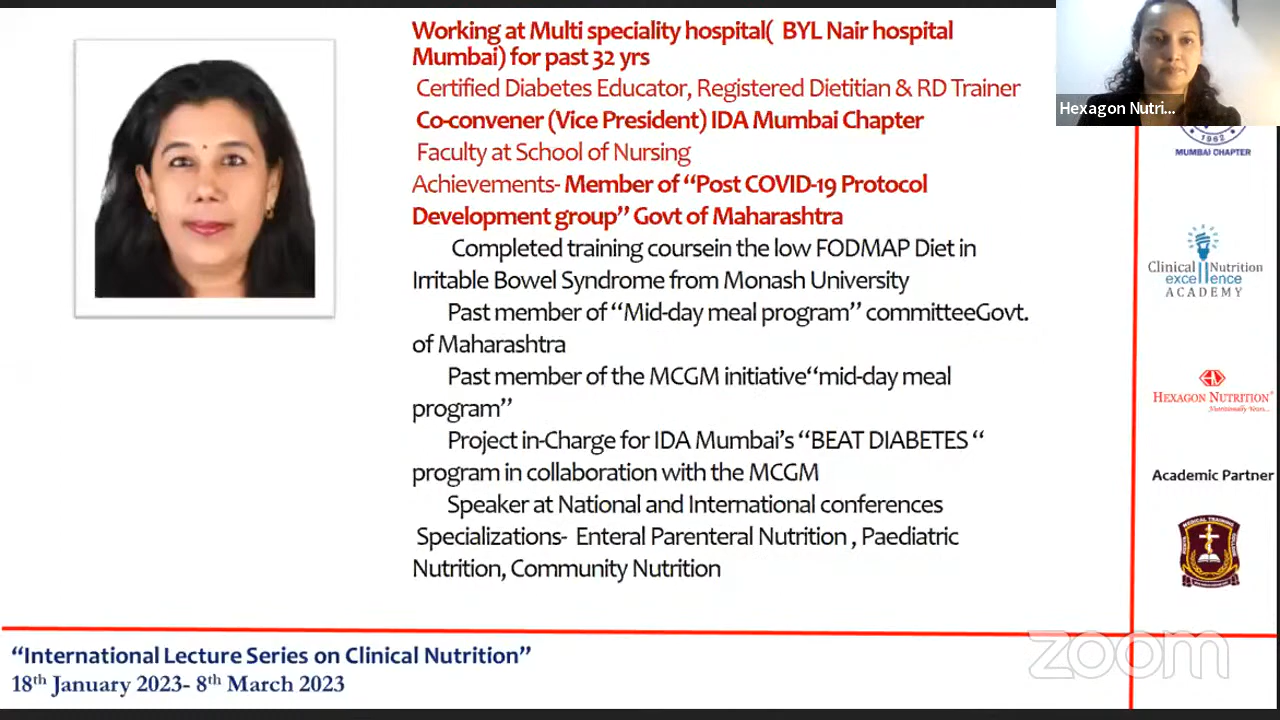 Working at Multi speciality hospital( BYL Nair hospital
Mumbai) for past 32 yrs
Certified Diabetes Educator, Registered Dietitian & RD Trainer
Co-convener (Vice President) IDA Mumbai Chapter
Faculty at School of Nursing
Achievements- Member of “Post COVID-19 Protocol
Development group” Govt of Maharashtra
Completed training coursein the low FODMAP Diet in
Irritable Bowel Syndrome from Monash University
Past member of “Mid-day meal program” committeeGovt.
of Maharashtra
Past member of the MCGM initiative“mid-day meal
program”
Project in-Charge for IDA Mumbai’s “BEAT DIABETES “
program in collaboration with the MCGM
Speaker at National and International conferences
Specializations- Enteral Parenteral Nutrition , Paediatric
Nutrition, Community Nutrition
Hexagon Nutri...
1962
MUMBAI CHAPTER
Clinical Nutrition
excellence
ACADEMY
HEXAGON NUTRITION
Nutritionally Yours...
Academic Partner
MEDICAL TRAINING
“International Lecture Series on Clinical Nutrition”
18th January 2023- 8th March 2023
zoom